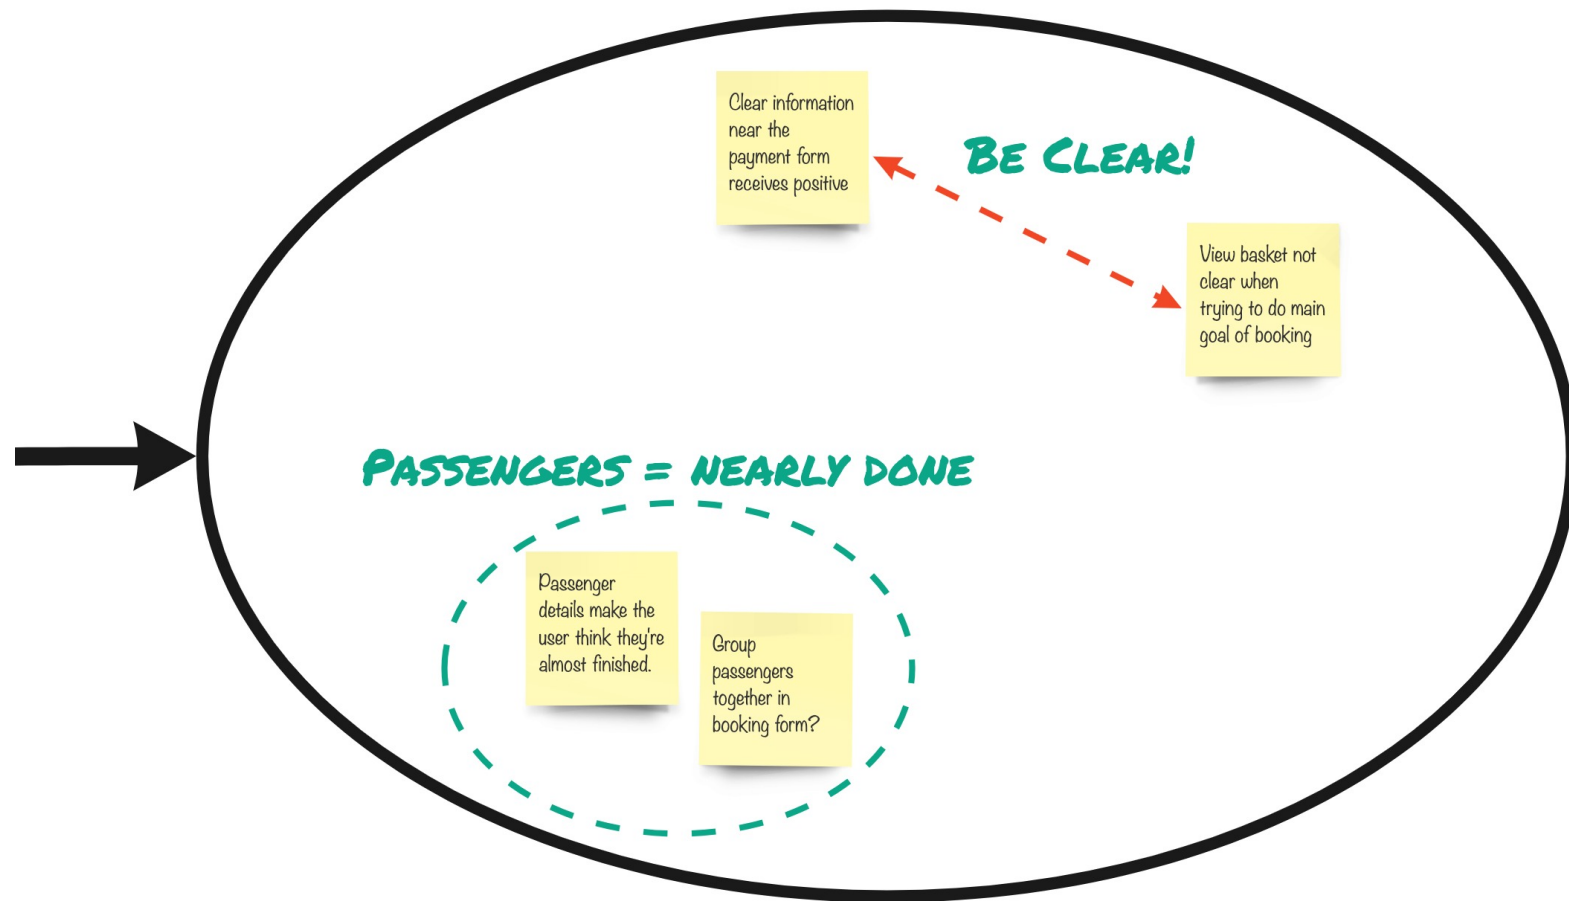 Clear information
near the
payment form
receives positive
BE CLEAR!
View basket not
clear when
trying to do main
goal of booking
PASSENGERS = NEARLY DONE
Passenger
details make the
user think they're
almost finished.
Group
passengers
together in
booking form?